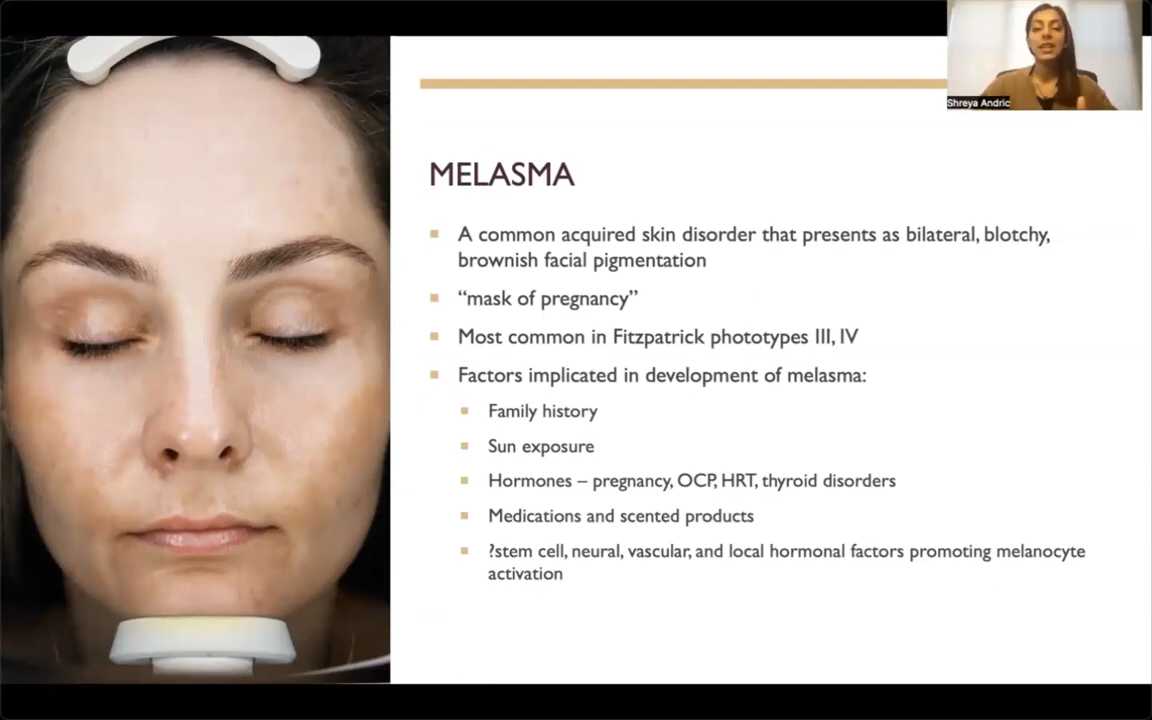 Shreya Andric
MELASMA
A common acquired skin disorder that presents as bilateral, blotchy,
brownish facial pigmentation
“mask of pregnancy”
Most common in Fitzpatrick phototypes III, IV
Factors implicated in development of melasma:
Family history
Sun exposure
Hormones – pregnancy, OCP, HRT, thyroid disorders
Medications and scented products
?stem cell, neural, vascular, and local hormonal factors promoting melanocyte
activation